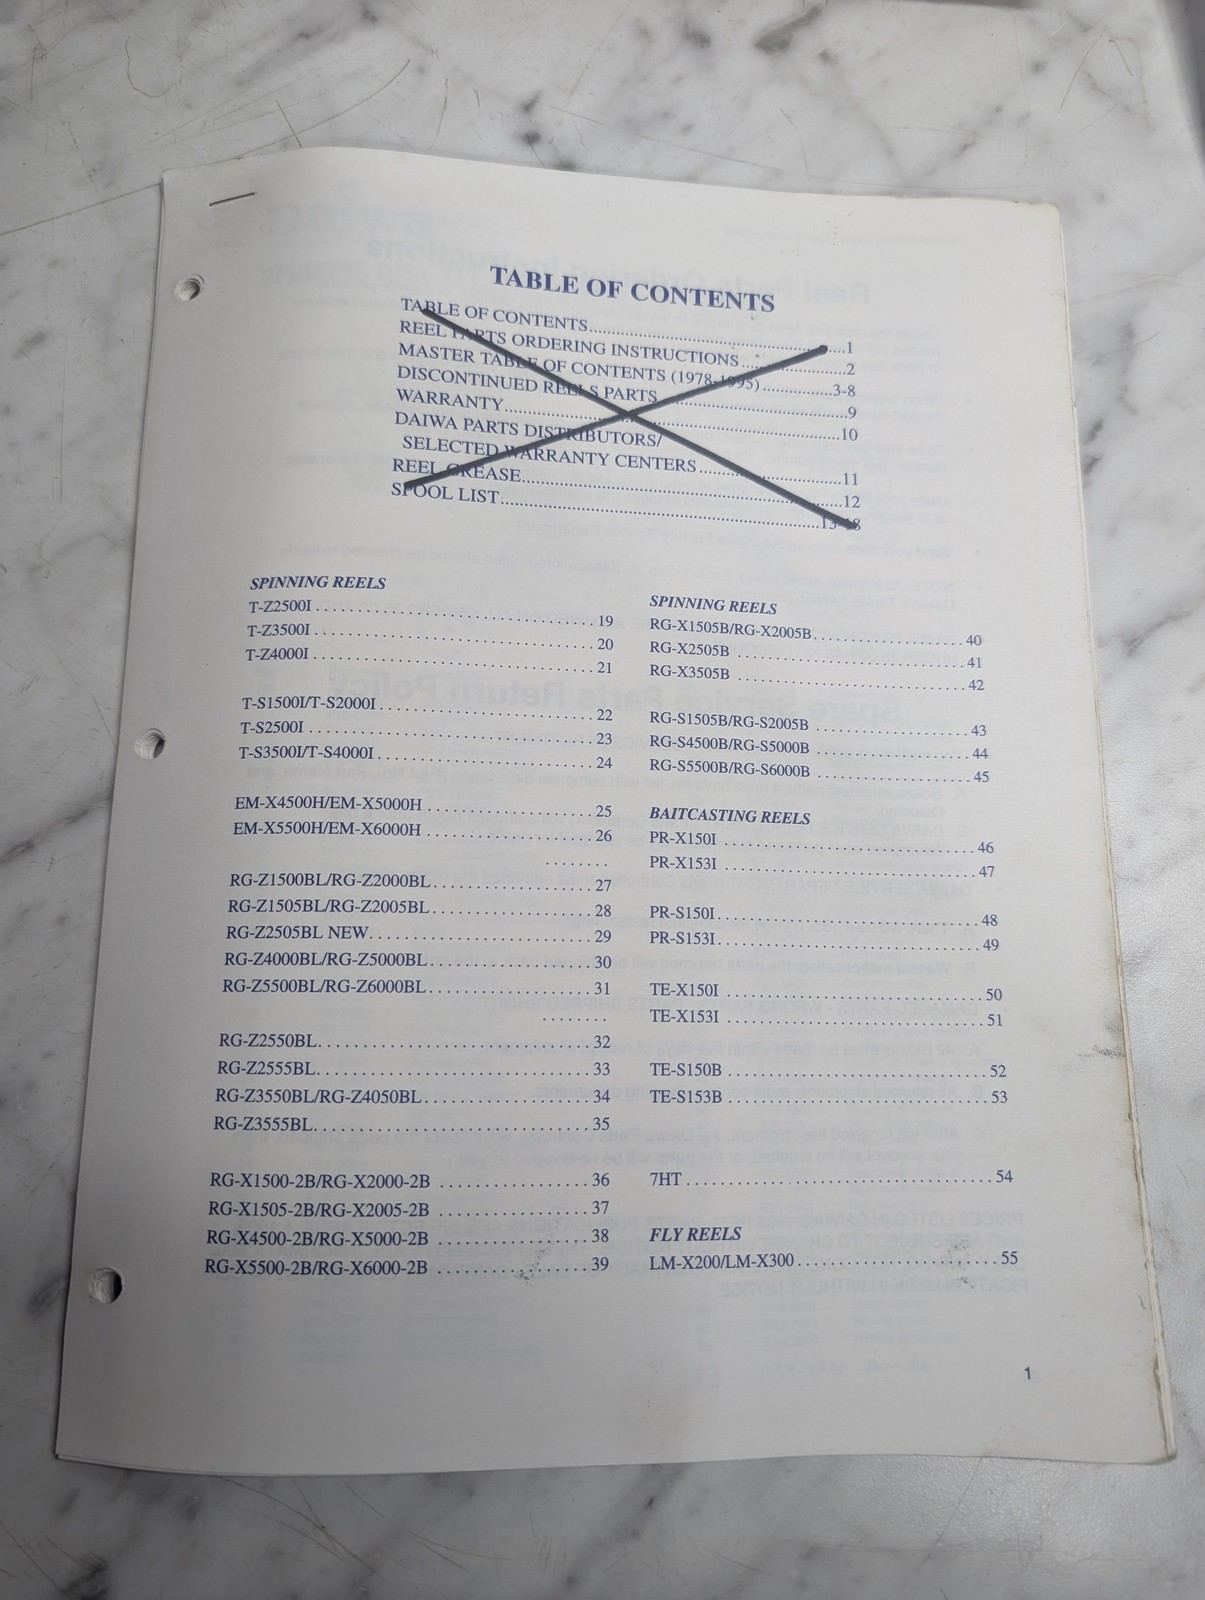 TABLE OF CONTENTS
TABLE OF CONTENTS..........................................1
REEL PARTS ORDERING INSTRUCTIONS....................2
MASTER TABLE OF CONTENTS (1978-1995)..............3-8
DISCONTINUED REELS PARTS....................................9
WARRANTY..............................................................10
DAIWA PARTS DISTRIBUTORS/
SELECTED WARRANTY CENTERS............................11
REEL GREASE..........................................................12
SPOOL LIST..........................................................13-18
SPINNING REELS
T-Z2500I.................................19
T-Z3500I.................................20
T-Z4000I.................................21
T-S1500I/T-S2000I.........................22
T-S2500I.................................23
T-S3500I/T-S4000I.........................24
EM-X4500H/EM-X5000H....................25
EM-X5500H/EM-X6000H....................26
........
RG-Z1500BL/RG-Z2000BL...................27
RG-Z1505BL/RG-Z2005BL...................28
RG-Z2505BL NEW..........................29
RG-Z4000BL/RG-Z5000BL...................30
RG-Z5500BL/RG-Z6000BL...................31
........
RG-Z2550BL................................32
RG-Z2555BL................................33
RG-Z3550BL/RG-Z4050BL....................34
RG-Z3555BL................................35
RG-X1500-2B/RG-X2000-2B..................36
RG-X1505-2B/RG-X2005-2B..................37
RG-X4500-2B/RG-X5000-2B..................38
RG-X5500-2B/RG-X6000-2B..................39
SPINNING REELS
RG-X1505B/RG-X2005B..................40
RG-X2505B............................41
RG-X3505B............................42
RG-S1505B/RG-S2005B..................43
RG-S4500B/RG-S5000B..................44
RG-S5500B/RG-S6000B..................45
BAITCASTING REELS
PR-X150I..............................46
PR-X153I..............................47
PR-S150I..............................48
PR-S153I..............................49
TE-X150I..............................50
TE-X153I..............................51
TE-S150B..............................52
TE-S153B..............................53
7HT...................................54
FLY REELS
LM-X200/LM-X300.......................55
1